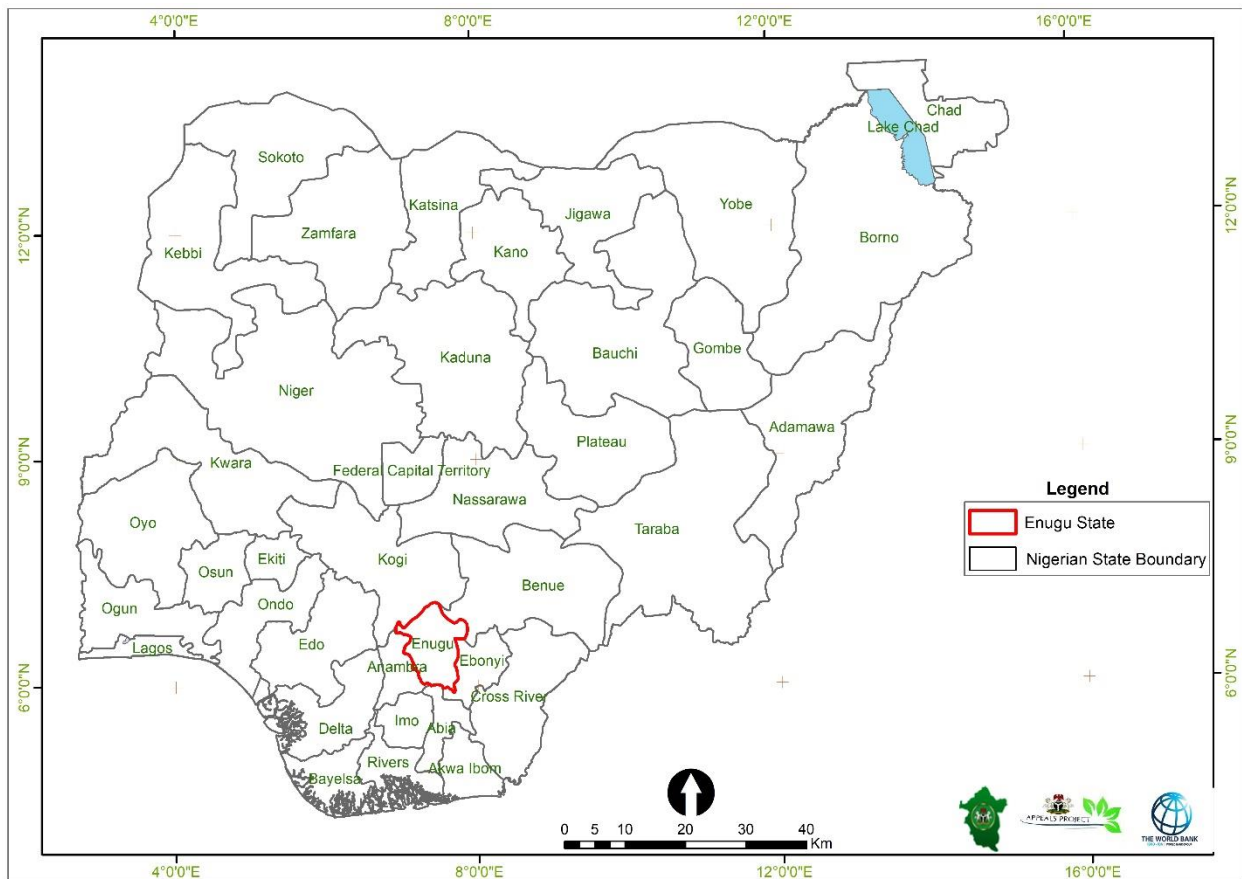 4°0'0"E 8°0'0"E 12°0'0"E 16°0'0"E
Chad
Lake Chad
Sokoto
Katsina
Jigawa
Yobe
12°0'0"N
Zamfara
12°0'0"N
Borno
Kebbi
Kano
Gombe
Bauchi
Kaduna
Niger
Adamawa
Plateau
9°0'0"N
Kwara
9°0'0"N
Federal Capital Territory
Nassarawa
Legend
Oyo
Taraba
Enugu State
Kogi
Ekiti
Nigerian State Boundary
Osun
Benue
Ogun
Ondo
Lagos
Edo
Enugu
Ebonyi
Anambra
6°0'0"N
6°0'0"N
Cross River
Delta
Imo
Abia
Rivers
Akwa Ibom
Bayelsa
0 5 10 20 30 40
Km
APPEALS PROJECT
THE WORLD BANK
4°0'0"E 8°0'0"E 12°0'0"E 16°0'0"E